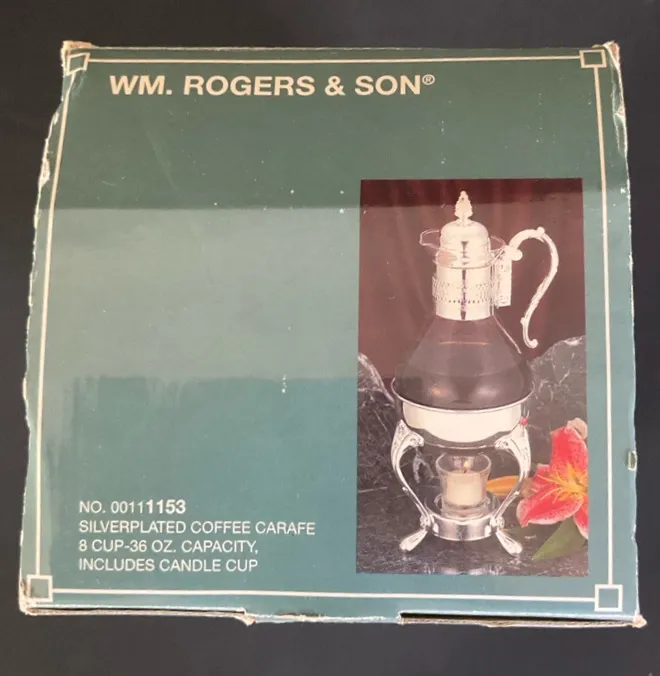 WM. ROGERS & SON®
NO. 00111153
SILVERPLATED COFFEE CARAFE
8 CUP-36 OZ. CAPACITY,
INCLUDES CANDLE CUP